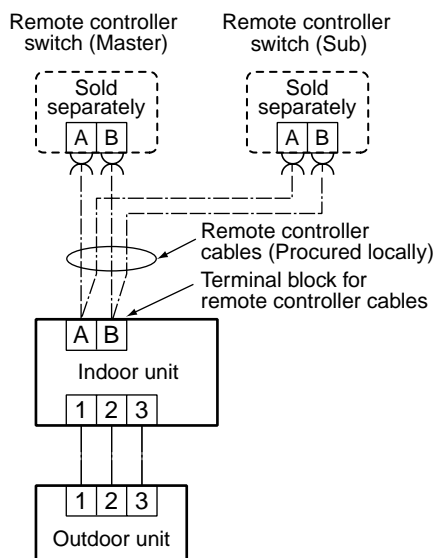 Remote controller
switch (Master)
Remote controller
switch (Sub)
Sold
separately
A B
Sold
separately
A B
Remote controller
cables (Procured locally)
Terminal block for
remote controller cables
A B
Indoor unit
1 2 3
1 2 3
Outdoor unit